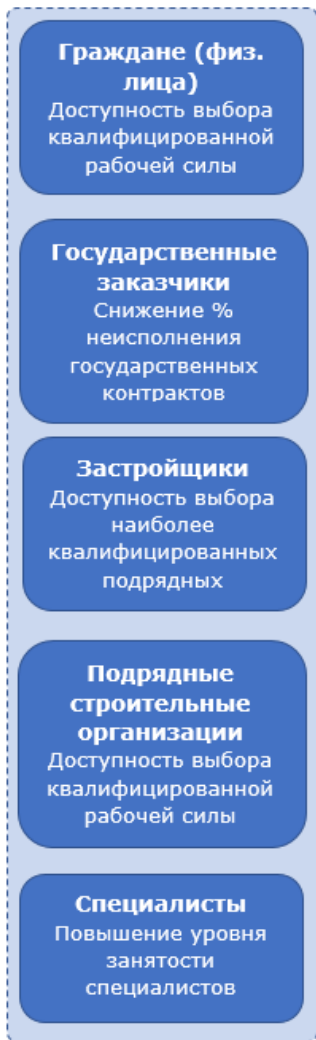 Граждане (физ.
лица)
Доступность выбора
квалифицированной
рабочей силы
Государственные
заказчики
Снижение %
неисполнения
государственных
контрактов
Застройщики
Доступность выбора
наиболее
квалифицированных
подрядных
Подрядные
строительные
организации
Доступность выбора
квалифицированной
рабочей силы
Специалисты
Повышение уровня
занятости
специалистов